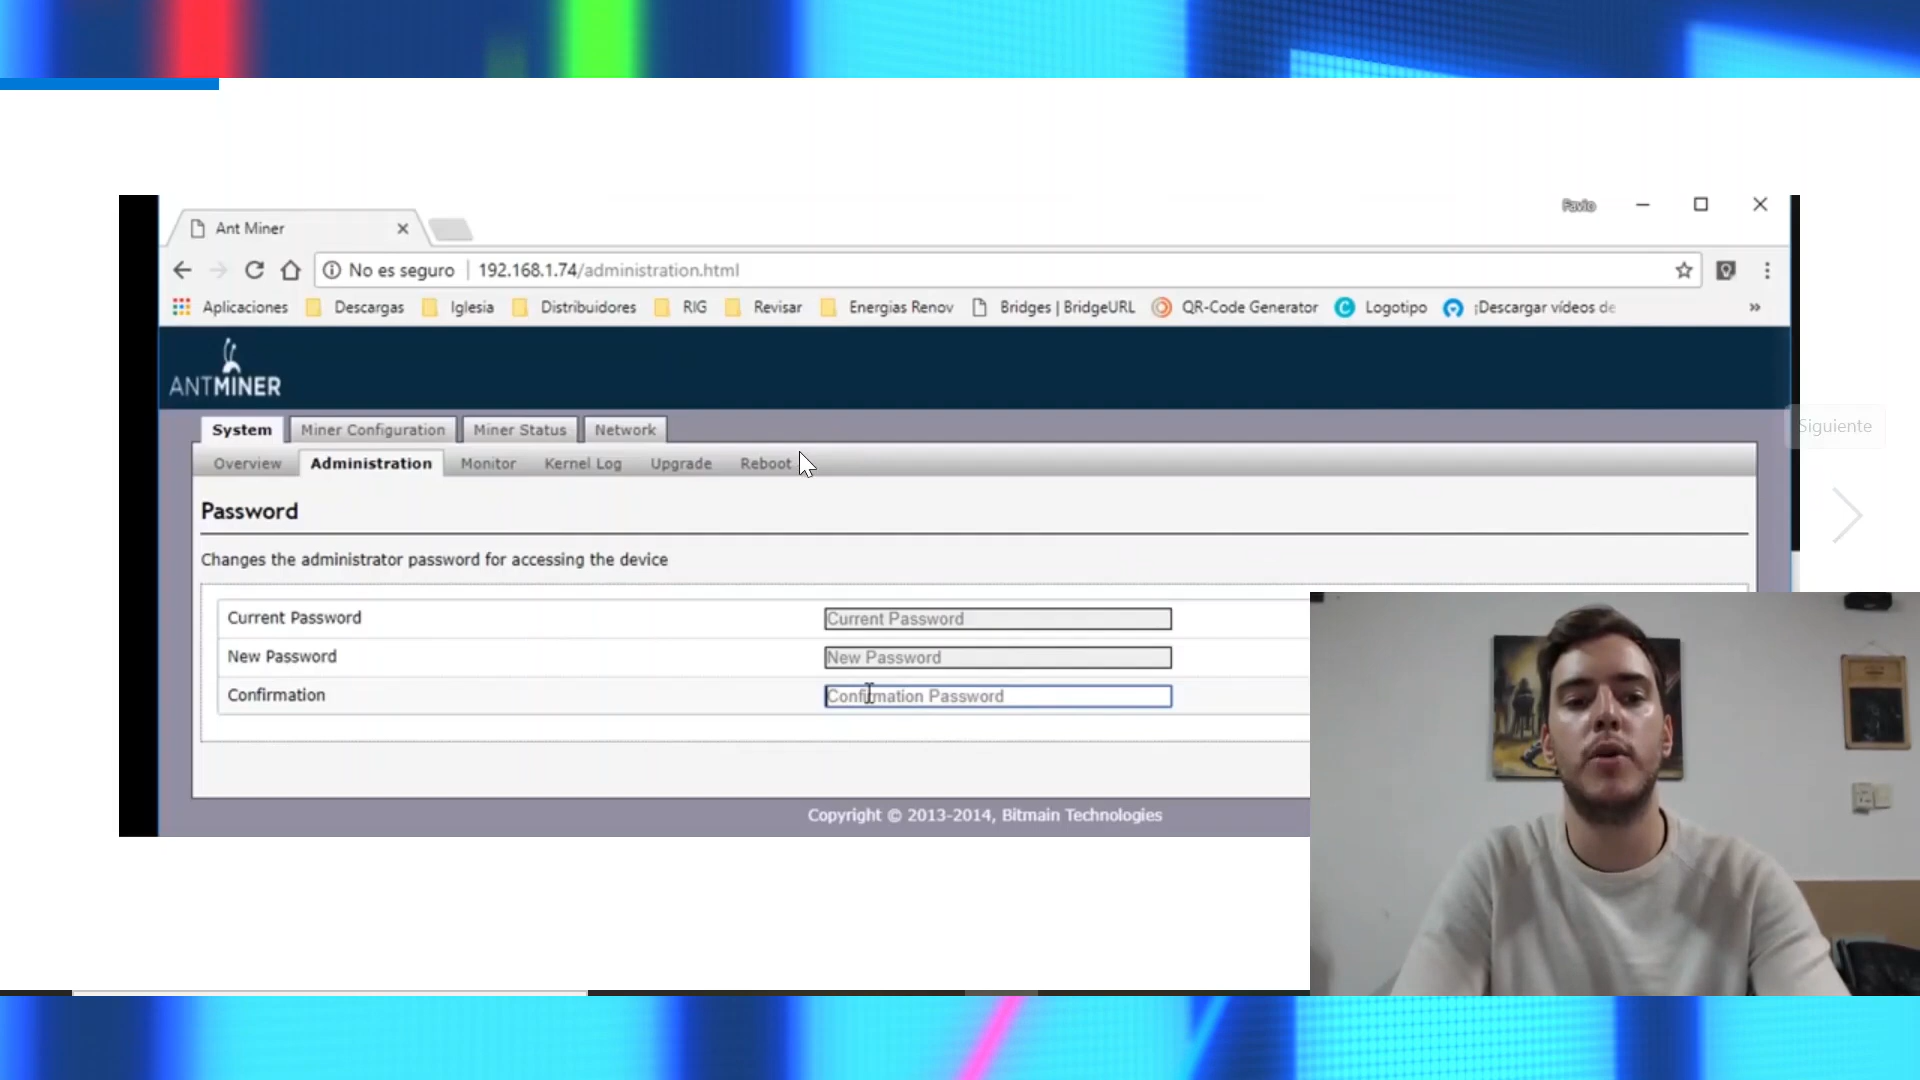 Favio
Ant Miner
No es seguro 192.168.1.74/administration.html
Aplicaciones Descargas Iglesia Distribuidores RIG Revisar Energias Renov Bridges | BridgeURL QR-Code Generator Logotipo ¡Descargar vídeos de »
ANTMINER
System Miner Configuration Miner Status Network
Siguiente
Overview Administration Monitor Kernel Log Upgrade Reboot
Password
Changes the administrator password for accessing the device
Current Password Current Password
New Password New Password
Confirmation Confirmation Password
Copyright © 2013-2014, Bitmain Technologies